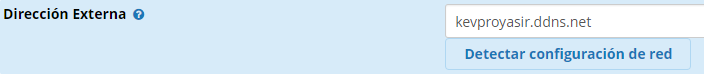 Dirección Externa
kevproyasir.ddns.net
Detectar configuración de red